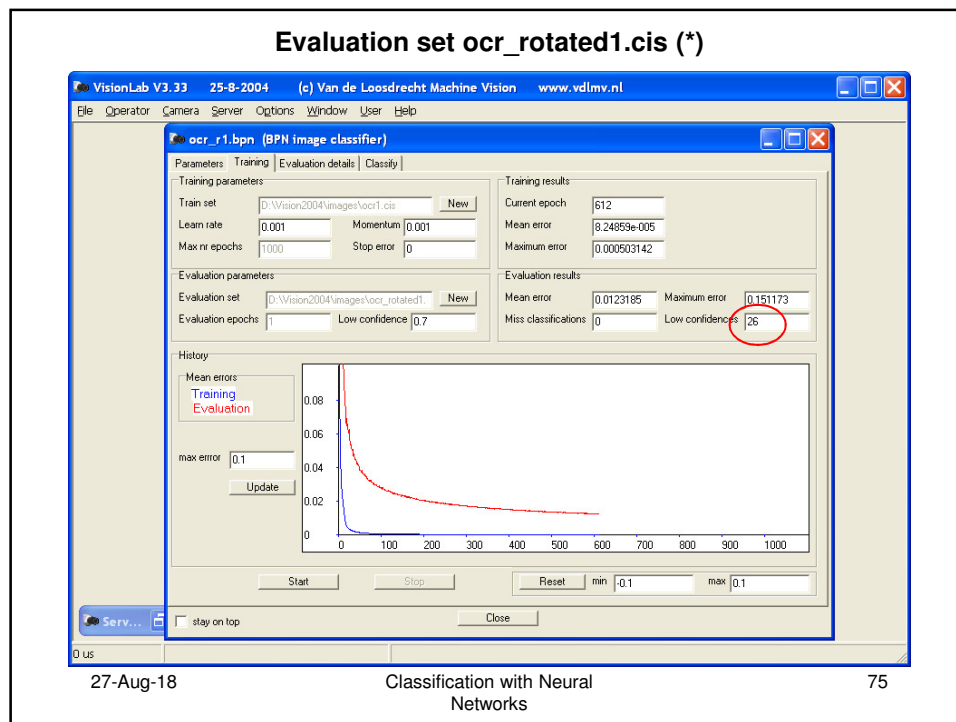 Evaluation set ocr_rotated1.cis (*)
VisionLab V3.33 25-8-2004 (c) Van de Loosdrecht Machine Vision www.vdlmv.nl
File Operator Camera Server Options Window User Help
ocr_r1.bpn (BPN image classifier)
Parameters Training Evaluation details Classify
Training parameters
Train set D:\Vision2004\images\ocr1.cis New
Learn rate 0.001 Momentum 0.001
Max nr epochs 1000 Stop error 0
Training results
Current epoch 612
Mean error 8.24859e-005
Maximum error 0.000503142
Evaluation parameters
Evaluation set D:\Vision2004\images\ocr_rotated1. New
Evaluation epochs 1 Low confidence 0.7
Evaluation results
Mean error 0.0123185 Maximum error 0.151173
Miss classifications 0 Low confidences 26
History
Mean errors
Training
Evaluation
max errror 0.1
Update
0.08
0.06
0.04
0.02
0
0 100 200 300 400 500 600 700 800 900 1000
Start Stop Reset min -0.1 max 0.1
Serv... stay on top Close
0 us
27-Aug-18 Classification with Neural 75
Networks